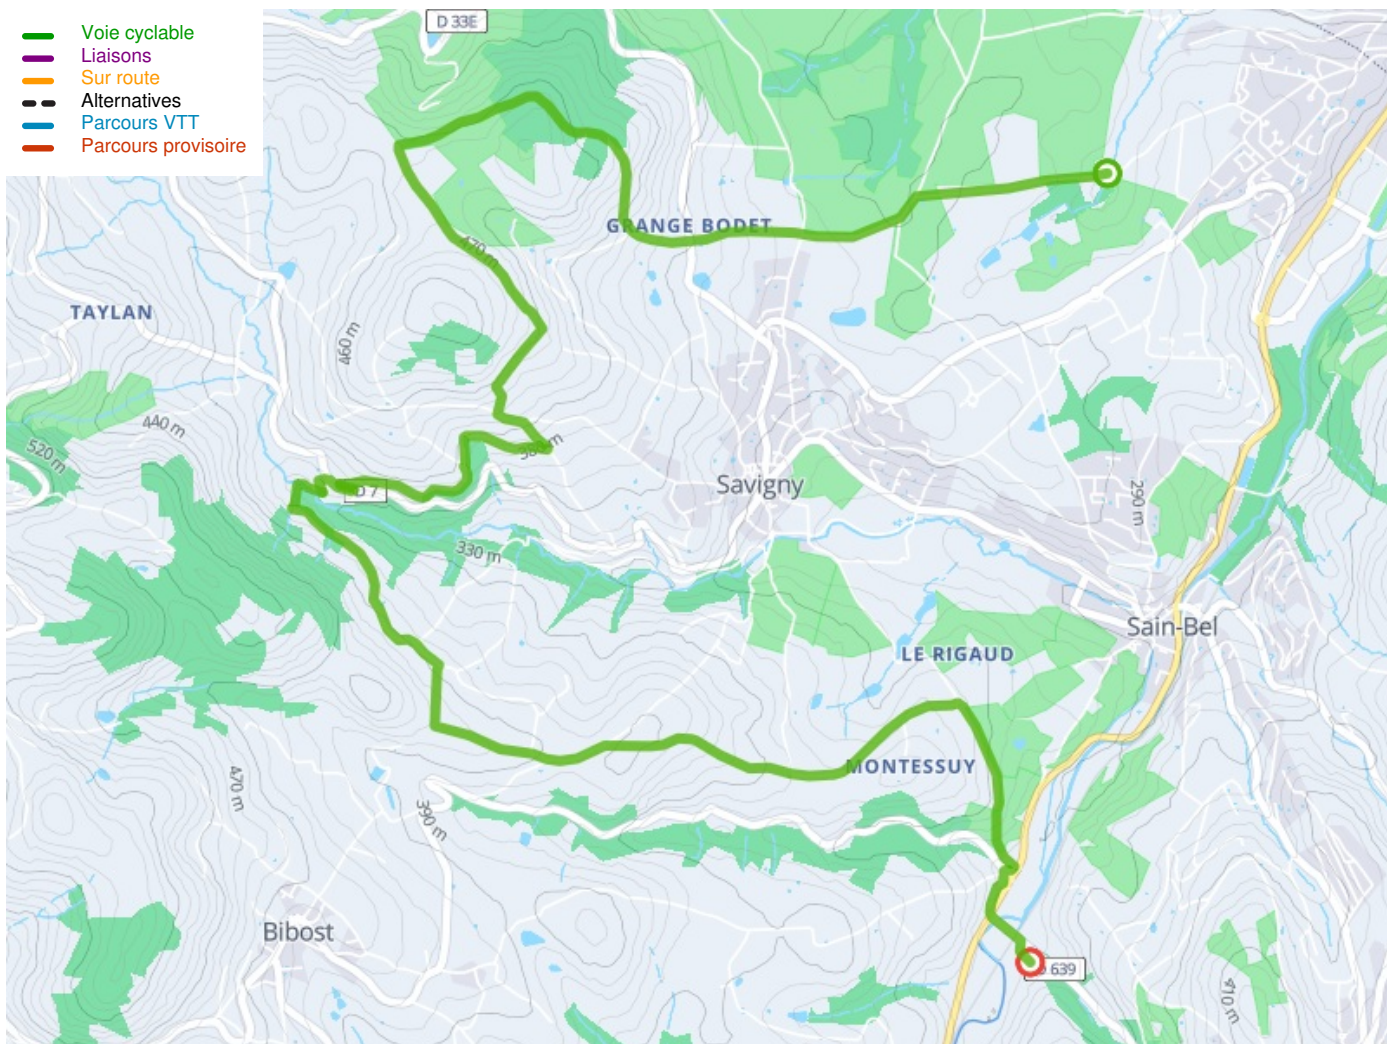 D 33E
Voie cyclable
Liaisons
Sur route
Alternatives
Parcours VTT
Parcours provisoire
GRANGE BODET
470 m
TAYLAN
460 m
440 m
520 m
D 7
Savigny
290 m
330 m
Sain-Bel
LE RIGAUD
MONTESSUY
470 m
390 m
Bibost
639
410 m